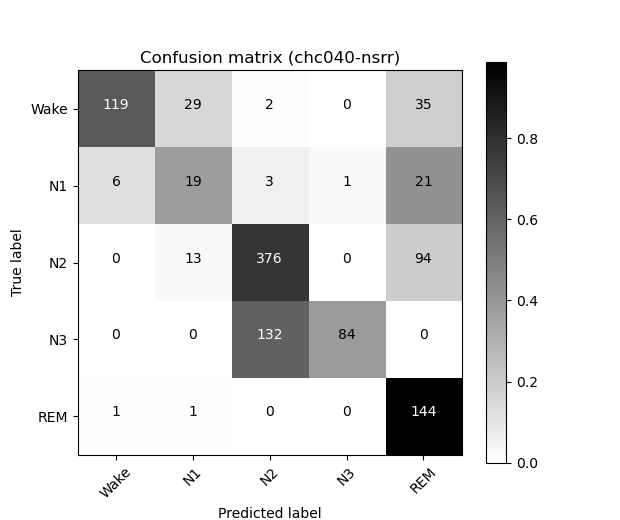 Confusion matrix (chc040-nsrr)
True label
Wake 119 29 2 0 35
N1 6 19 3 1 21
N2 0 13 376 0 94
N3 0 0 132 84 0
REM 1 1 0 0 144
Wake N1 N2 N3 REM
Predicted label
0.8
0.6
0.4
0.2
0.0